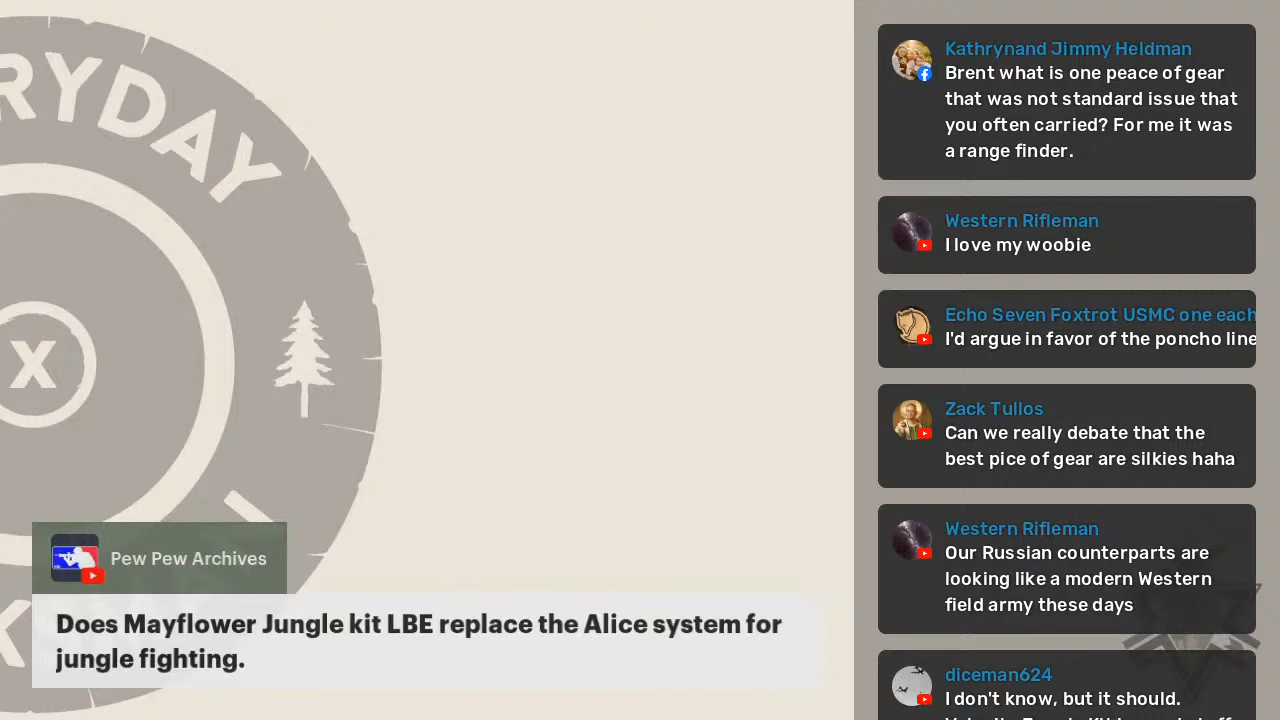 RYDAY
X
K
Pew Pew Archives
Does Mayflower Jungle kit LBE replace the Alice system for
jungle fighting.
Kathrynand Jimmy Heldman
Brent what is one peace of gear
that was not standard issue that
you often carried? For me it was
a range finder.
Western Rifleman
I love my woobie
Echo Seven Foxtrot USMC one each
I'd argue in favor of the poncho line
Zack Tullos
Can we really debate that the
best pice of gear are silkies haha
Western Rifleman
Our Russian counterparts are
looking like a modern Western
field army these days
diceman624
I don't know, but it should.